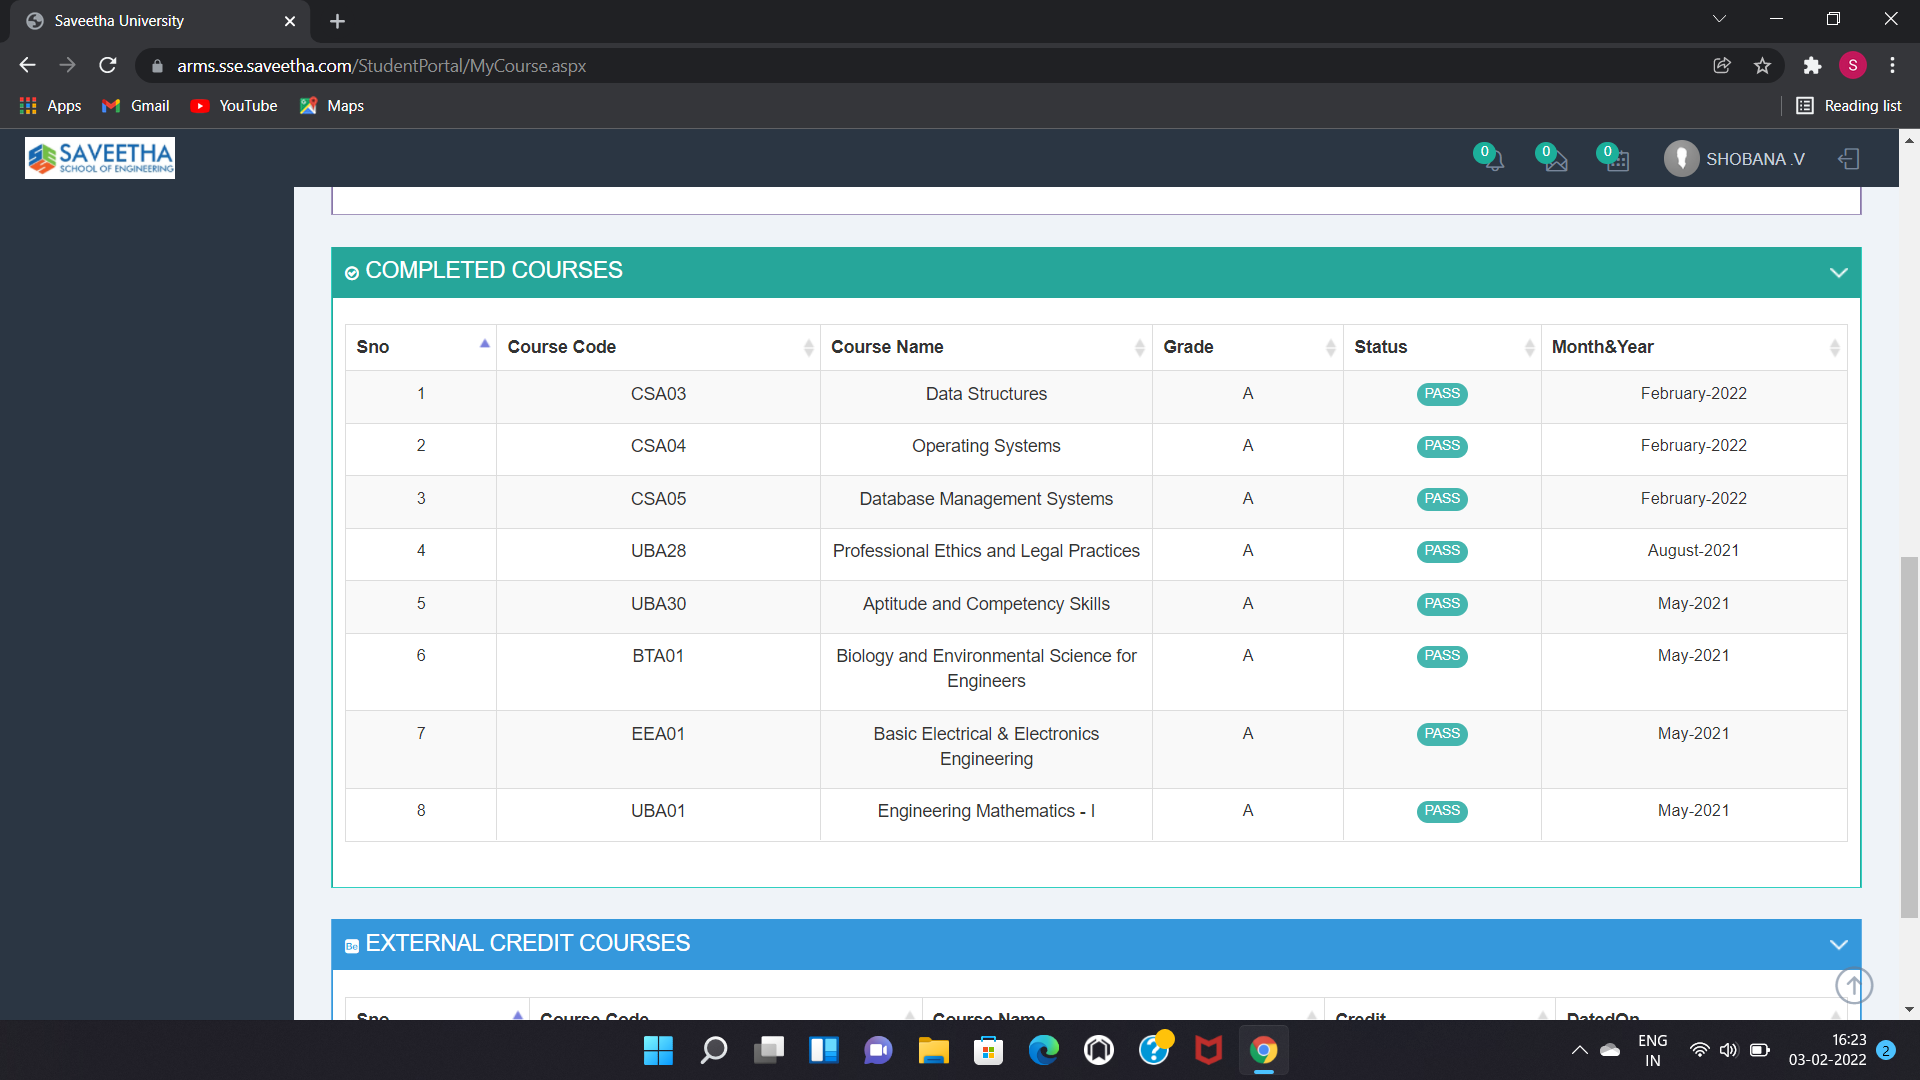 Saveetha University
arms.sse.saveetha.com/StudentPortal/MyCourse.aspx
S
Apps
Gmail
YouTube
Maps
Reading list
SAVEETHA
SCHOOL OF ENGINEERING
0
0
0
SHOBANA .V
COMPLETED COURSES
Sno Course Code Course Name Grade Status Month&Year
1 CSA03 Data Structures A PASS February-2022
2 CSA04 Operating Systems A PASS February-2022
3 CSA05 Database Management Systems A PASS February-2022
4 UBA28 Professional Ethics and Legal Practices A PASS August-2021
5 UBA30 Aptitude and Competency Skills A PASS May-2021
6 BTA01 Biology and Environmental Science for A PASS May-2021
Engineers
7 EEA01 Basic Electrical & Electronics A PASS May-2021
Engineering
8 UBA01 Engineering Mathematics - I A PASS May-2021
Be EXTERNAL CREDIT COURSES
Sno Course Code Course Name Credit DatedOn
ENG
IN
16:23
03-02-2022
2